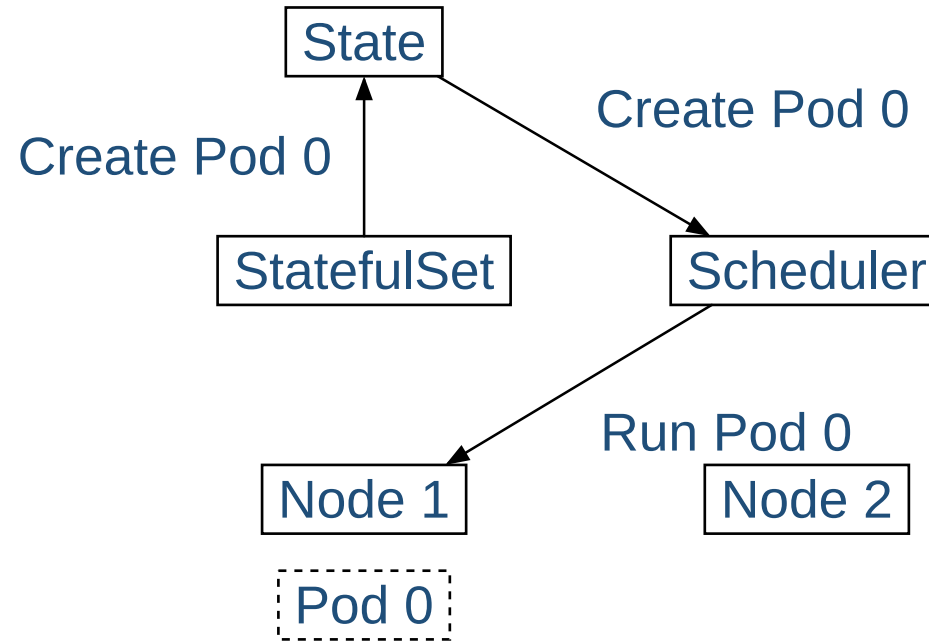 State
Create Pod 0
Create Pod 0
StatefulSet
Scheduler
Run Pod 0
Node 1
Node 2
Pod 0